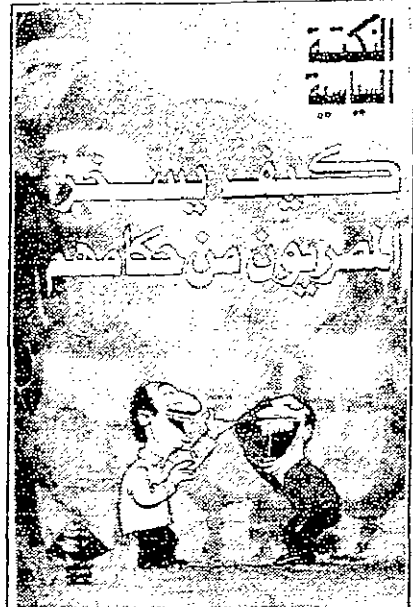 النكتة
السياسية
كيف يسخر
المصريون من حكامهم